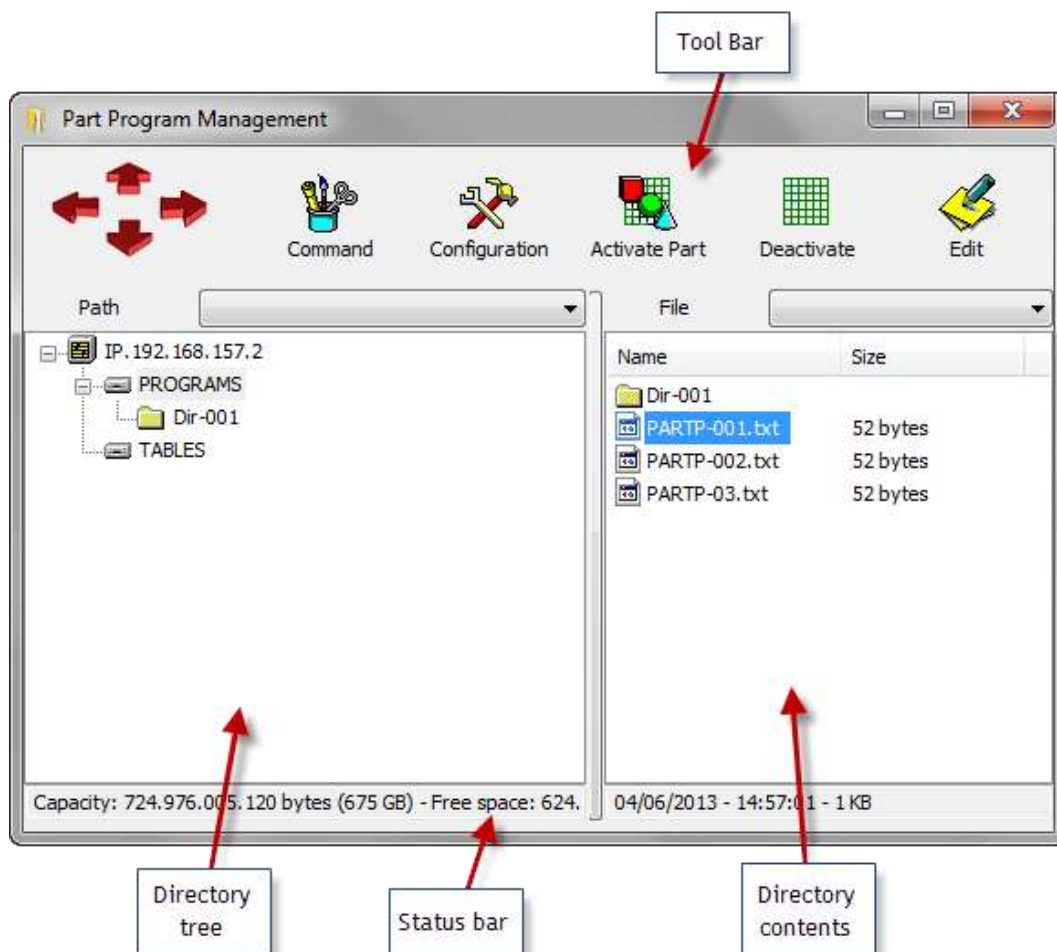 Tool Bar
Part Program Management
Command
Configuration
Activate Part
Deactivate
Edit
Path
File
IP.192.168.157.2
PROGRAMS
Dir-001
TABLES
Name Size
Dir-001
PARTP-001.txt 52 bytes
PARTP-002.txt 52 bytes
PARTP-03.txt 52 bytes
Capacity: 724.976.005.120 bytes (675 GB) - Free space: 624.
04/06/2013 - 14:57:01 - 1 KB
Directory
tree
Status bar
Directory
contents